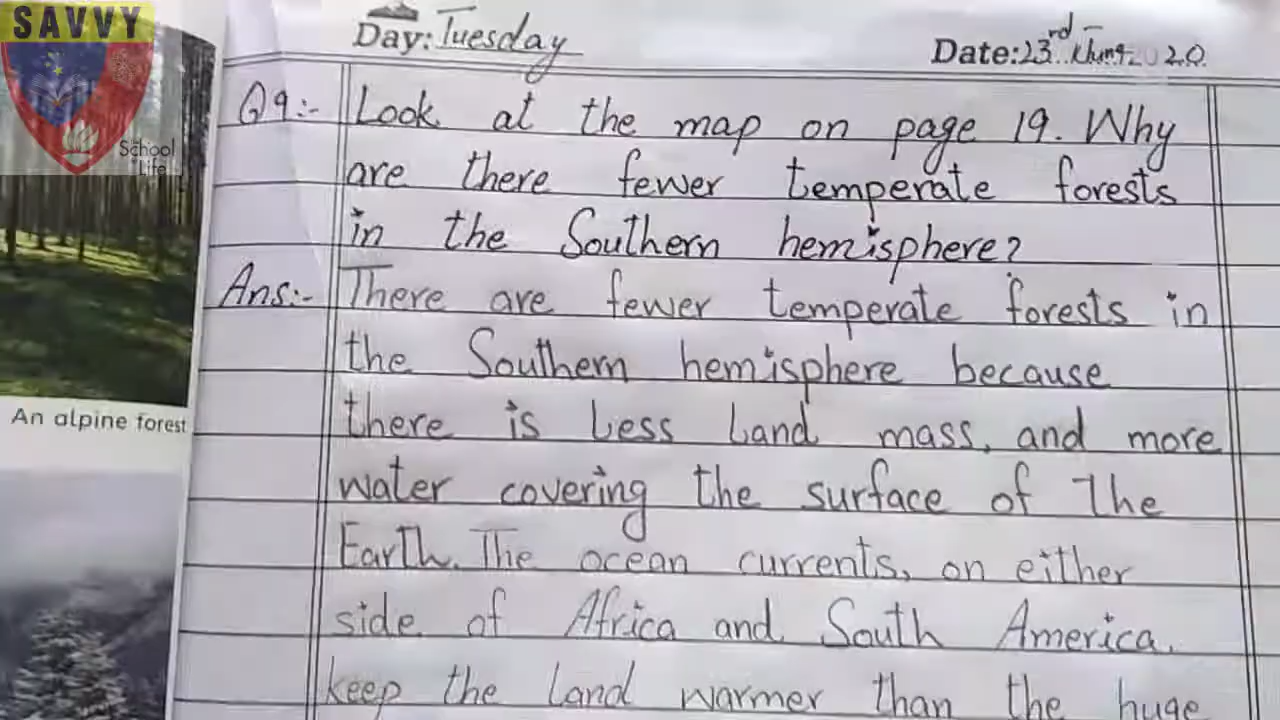 SAVVY
School
of Life
An alpine forest
Day: Tuesday
Date: 23rd 2020.
Q9:- Look at the map on page 19. Why
are there fewer temperate forests
in the Southern hemisphere?
Ans:- There are fewer temperate forests in
the Southern hemisphere because
there is less land mass, and more
water covering the surface of the
Earth. The ocean currents, on either
side of Africa and South America,
keep the land warmer than the huge